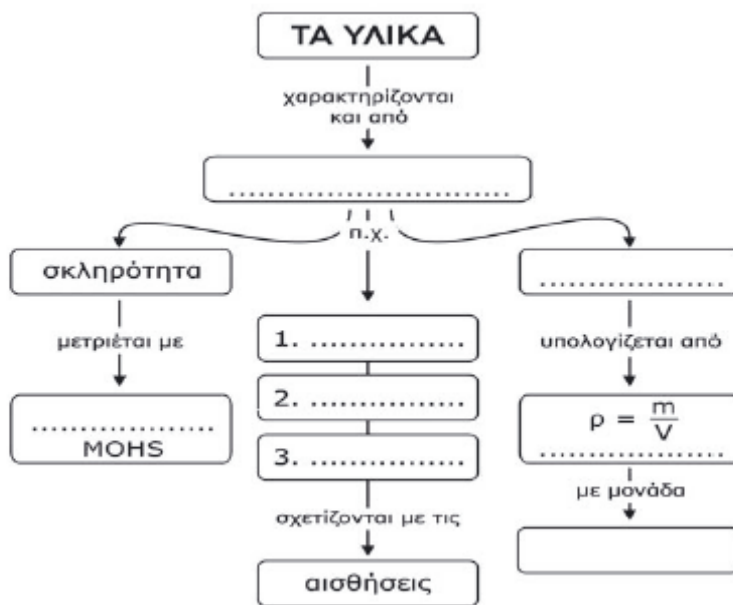 ΤΑ ΥΛΙΚΑ
χαρακτηρίζονται
και από
..............................
π.χ.
σκληρότητα
....................
μετριέται με
1. ................
υπολογίζεται από
2. ................
....................
MOHS
ρ = m/V
....................
3. ................
με μονάδα
σχετίζονται με τις
αισθήσεις